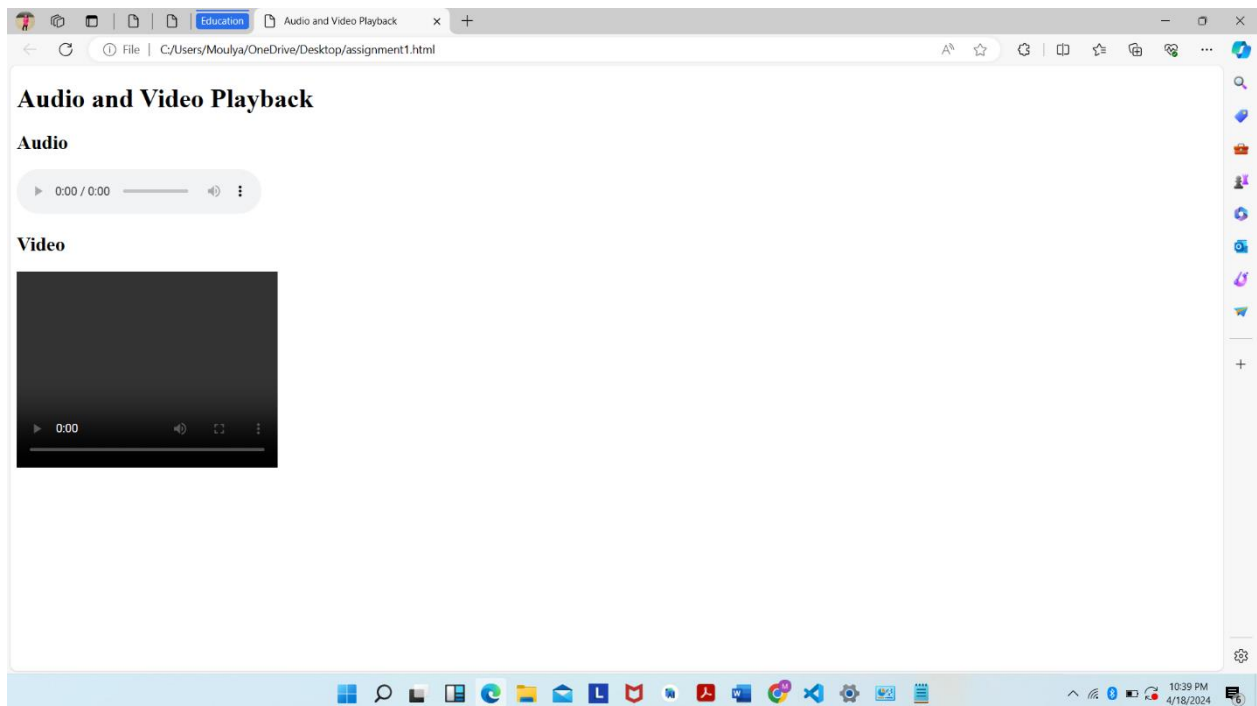 Education
Audio and Video Playback
File | C:/Users/Moulya/OneDrive/Desktop/assignment1.html
Audio and Video Playback
Audio
0:00 / 0:00
Video
0:00
10:39 PM
4/18/2024